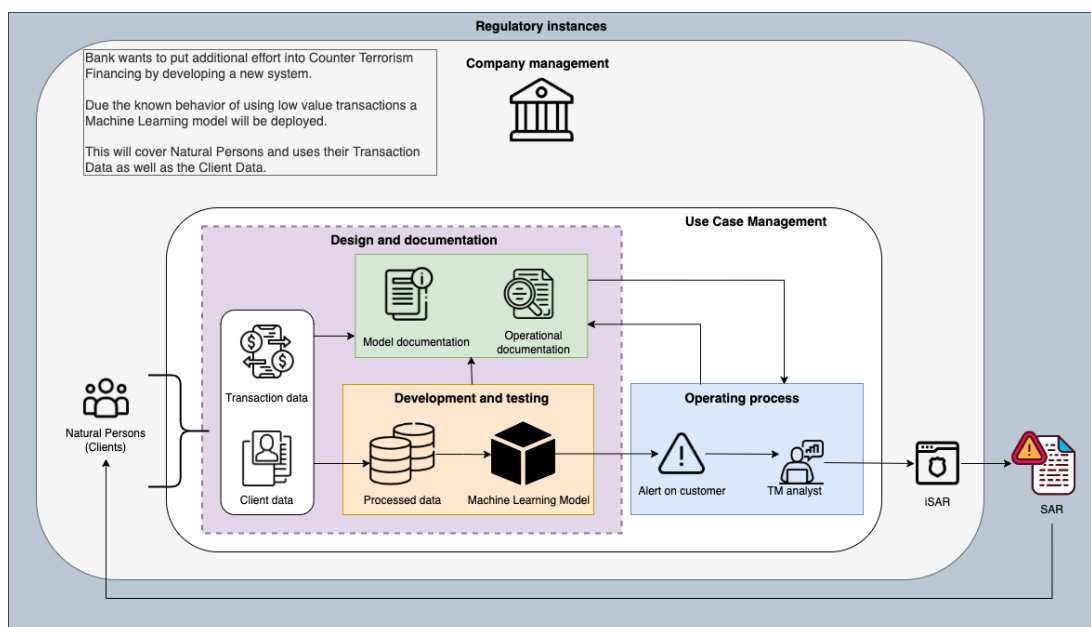 Regulatory instances
Company management
Bank wants to put additional effort into Counter Terrorism
Financing by developing a new system.
Due the known behavior of using low value transactions a
Machine Learning model will be deployed.
This will cover Natural Persons and uses their Transaction
Data as well as the Client Data.
Use Case Management
Design and documentation
Model documentation
Operational
documentation
Transaction data
Client data
Natural Persons
(Clients)
Development and testing
Processed data
Machine Learning Model
Operating process
Alert on customer
TM analyst
iSAR
SAR